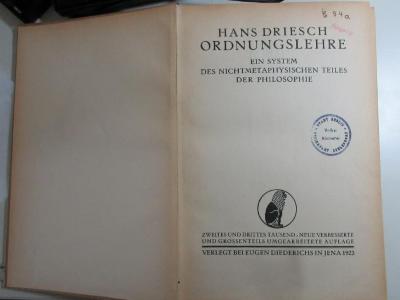 HANS DRIESCH
ORDNUNGSLEHRE
EIN SYSTEM
DES NICHTMETAPHYSISCHEN TEILES
DER PHILOSOPHIE
ZWEITES UND DRITTES TAUSEND · NEUE VERBESSERTE
UND GROSSENTEILS UMGEARBEITETE AUFLAGE
VERLEGT BEI EUGEN DIEDERICHS IN JENA 1923